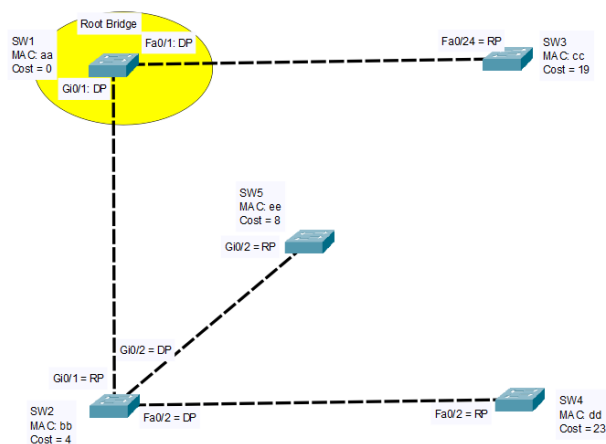 Root Bridge
SW1
MAC: aa
Cost = 0
Fa0/1: DP
Gi0/1: DP
Fa0/24 = RP
SW3
MAC: cc
Cost = 19
SW5
MAC: ee
Cost = 8
Gi0/2 = RP
Gi0/2 = DP
Gi0/1 = RP
SW2
MAC: bb
Cost = 4
Fa0/2 = DP
Fa0/2 = RP
SW4
MAC: dd
Cost = 23